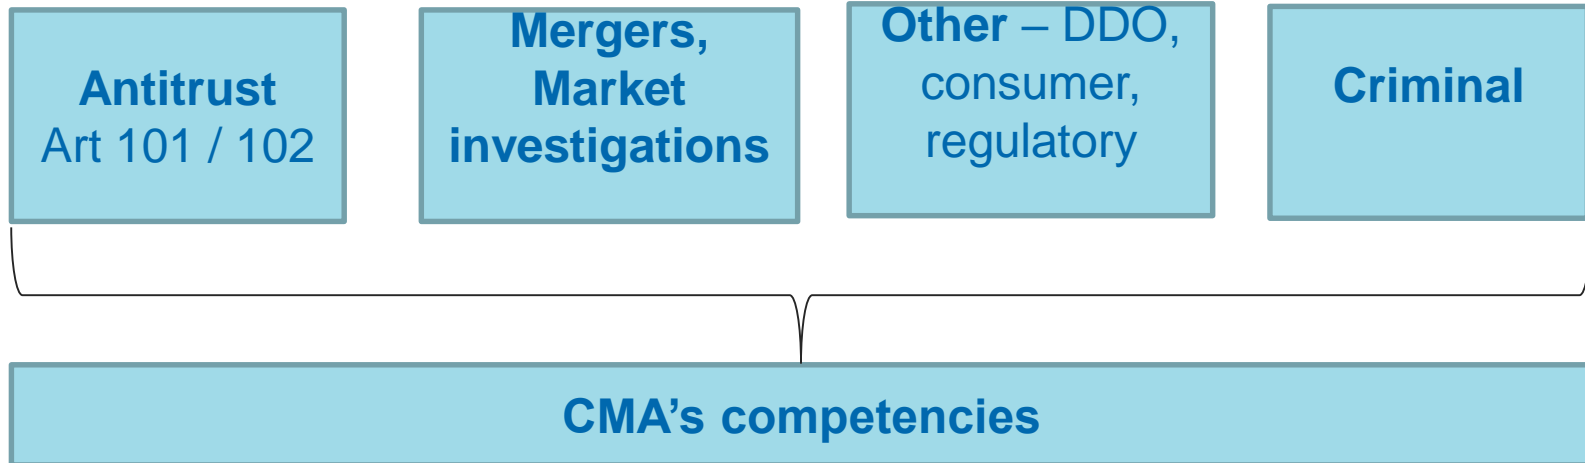 Antitrust
Art 101 / 102
Mergers,
Market
investigations
Other – DDO,
consumer,
regulatory
Criminal
CMA’s competencies